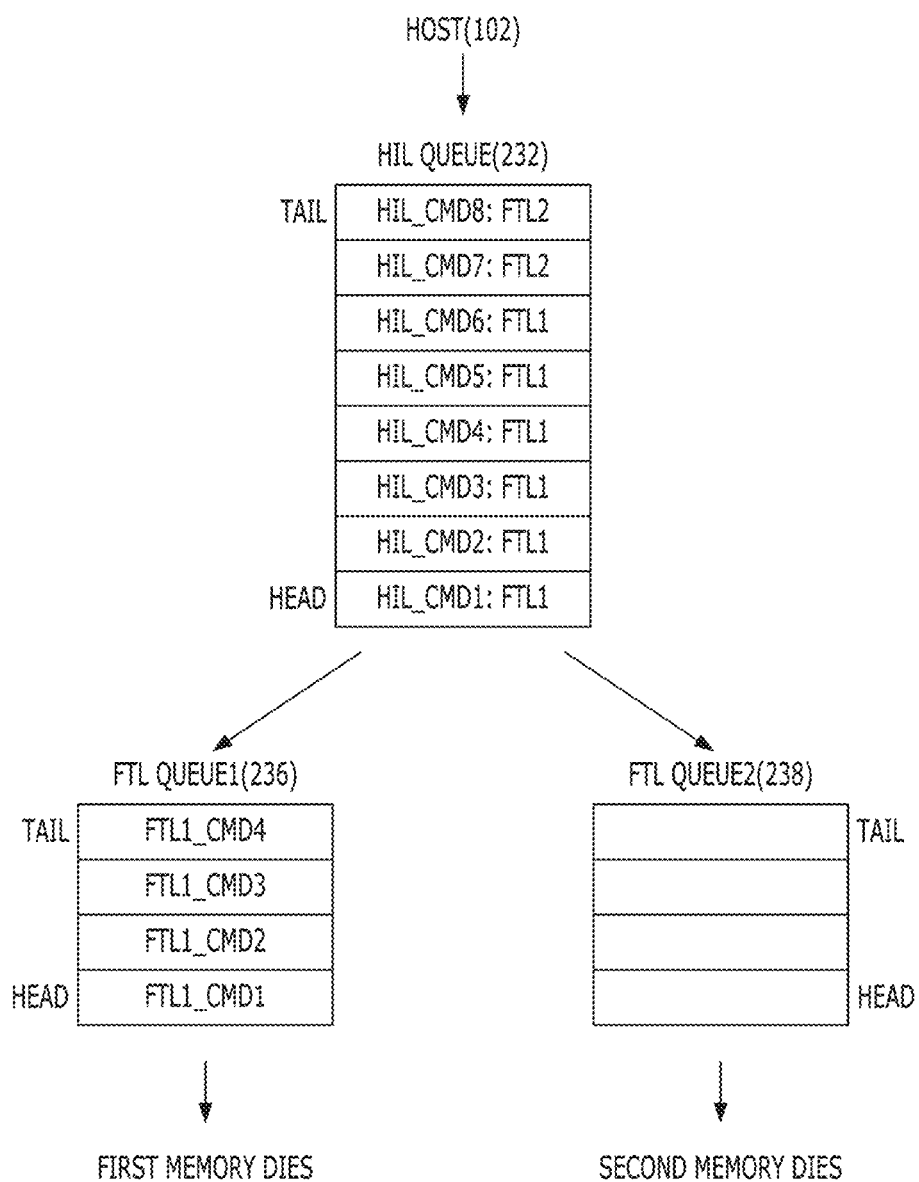 HOST(102)
HIL QUEUE(232)
TAIL HIL_CMD8: FTL2
HIL_CMD7: FTL2
HIL_CMD6: FTL1
HIL_CMD5: FTL1
HIL_CMD4: FTL1
HIL_CMD3: FTL1
HIL_CMD2: FTL1
HEAD HIL_CMD1: FTL1
FTL QUEUE1(236)
TAIL FTL1_CMD4
FTL1_CMD3
FTL1_CMD2
HEAD FTL1_CMD1
FIRST MEMORY DIES
FTL QUEUE2(238)
TAIL
HEAD
SECOND MEMORY DIES